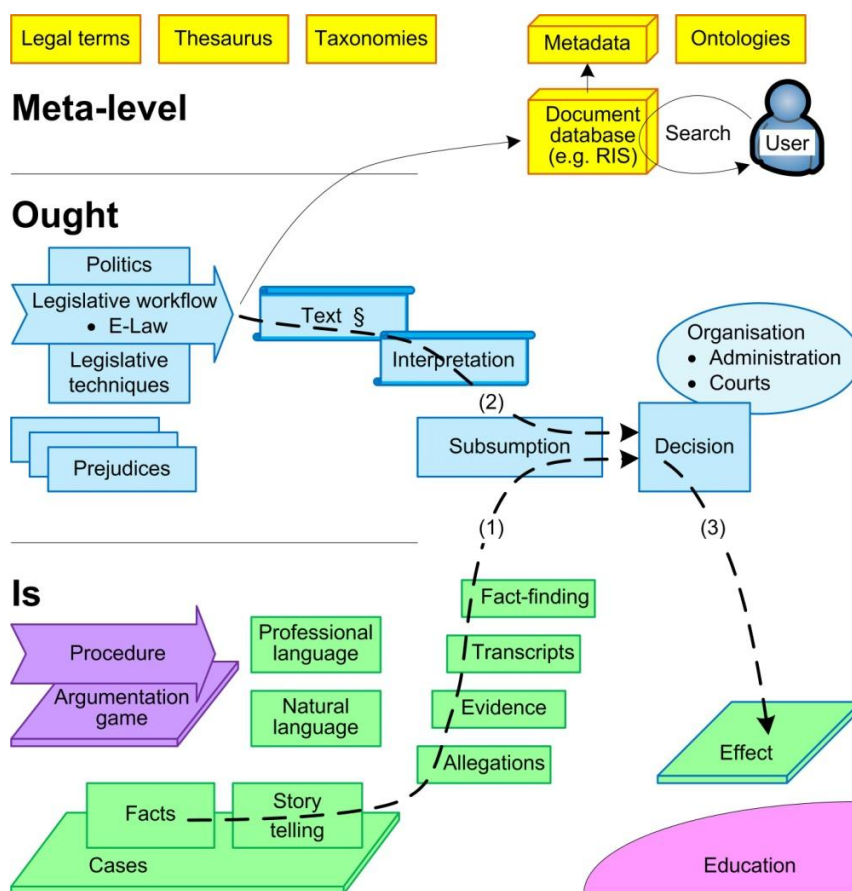 Legal terms
Thesaurus
Taxonomies
Metadata
Ontologies
Meta-level
Document
database
(e.g. RIS)
Search
User
Ought
Politics
Legislative workflow
• E-Law
Legislative
techniques
Prejudices
Text §
Interpretation
(2)
Subsumption
Organisation
• Administration
• Courts
Decision
(1)
(3)
Is
Procedure
Argumentation
game
Professional
language
Natural
language
Fact-finding
Transcripts
Evidence
Allegations
Effect
Facts
Story
telling
Cases
Education